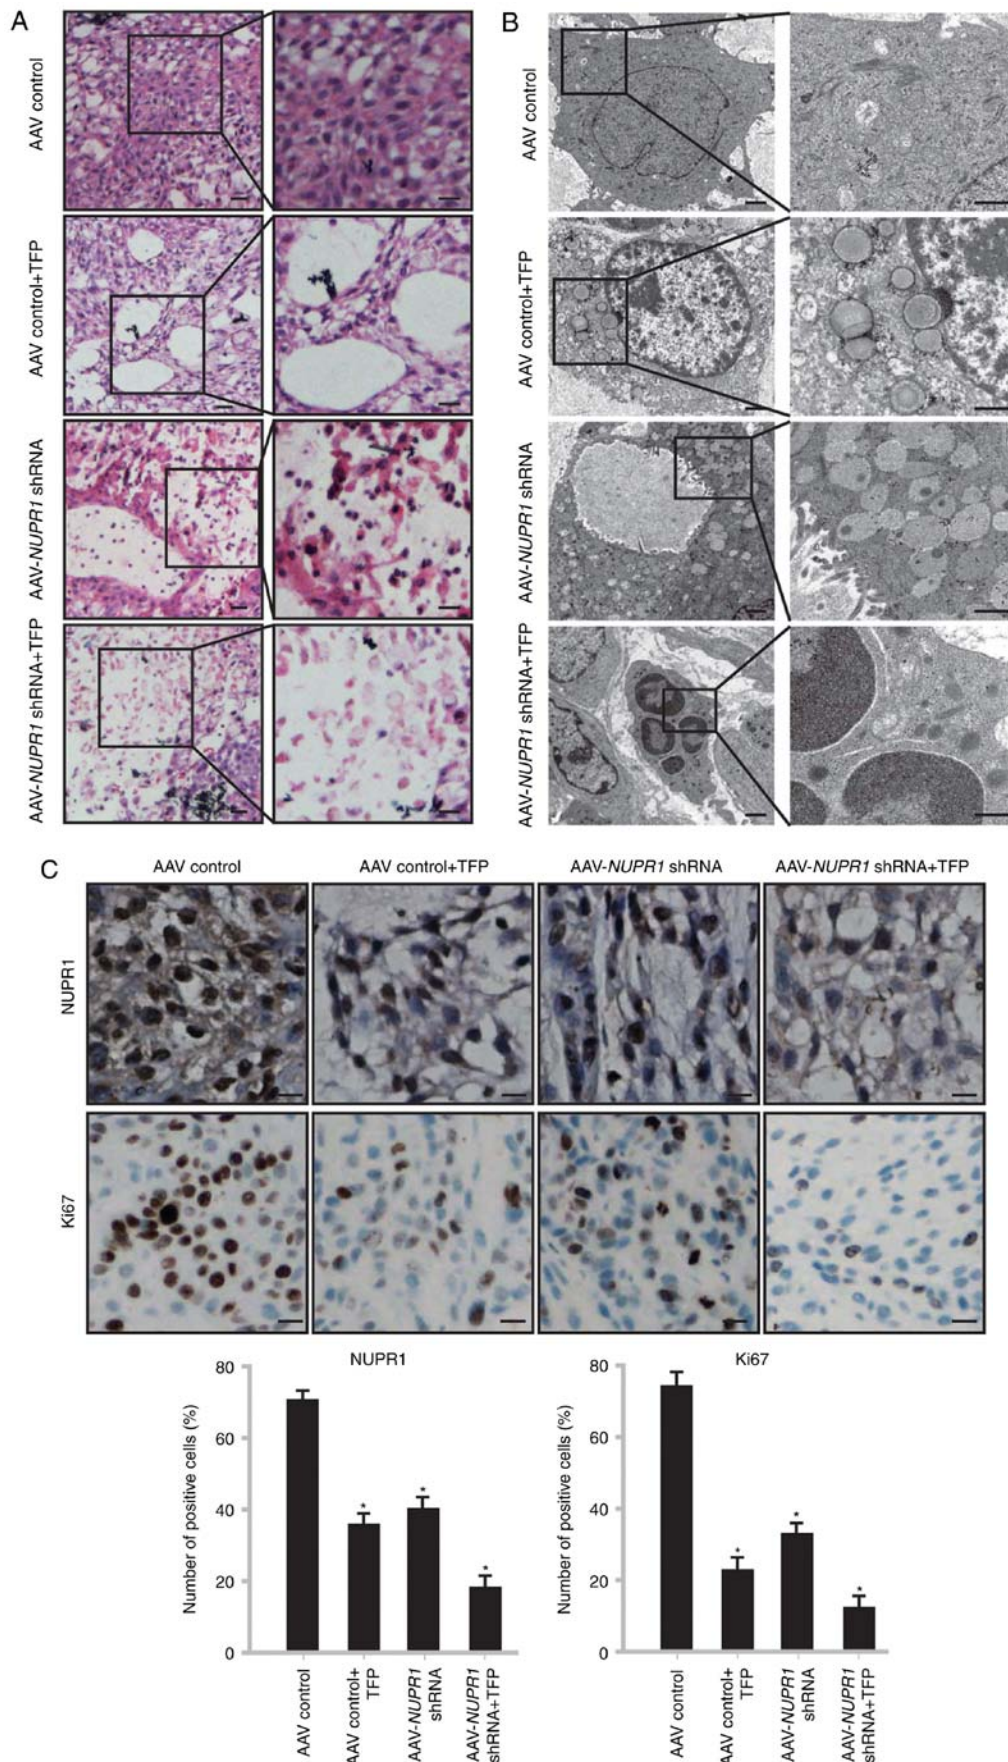 A
AAV control
AAV control+TFP
AAV-NUPR1 shRNA
AAV-NUPR1 shRNA+TFP
B
AAV control
AAV control+TFP
AAV-NUPR1 shRNA
AAV-NUPR1 shRNA+TFP
C
AAV control
AAV control+TFP
AAV-NUPR1 shRNA
AAV-NUPR1 shRNA+TFP
NUPR1
Ki67
NUPR1
Number of positive cells (%)
80
60
40
20
0
*
*
*
AAV control
AAV control+
TFP
AAV-NUPR1
shRNA
AAV-NUPR1
shRNA+TFP
Ki67
Number of positive cells (%)
80
60
40
20
0
*
*
*
AAV control
AAV control+
TFP
AAV-NUPR1
shRNA
AAV-NUPR1
shRNA+TFP